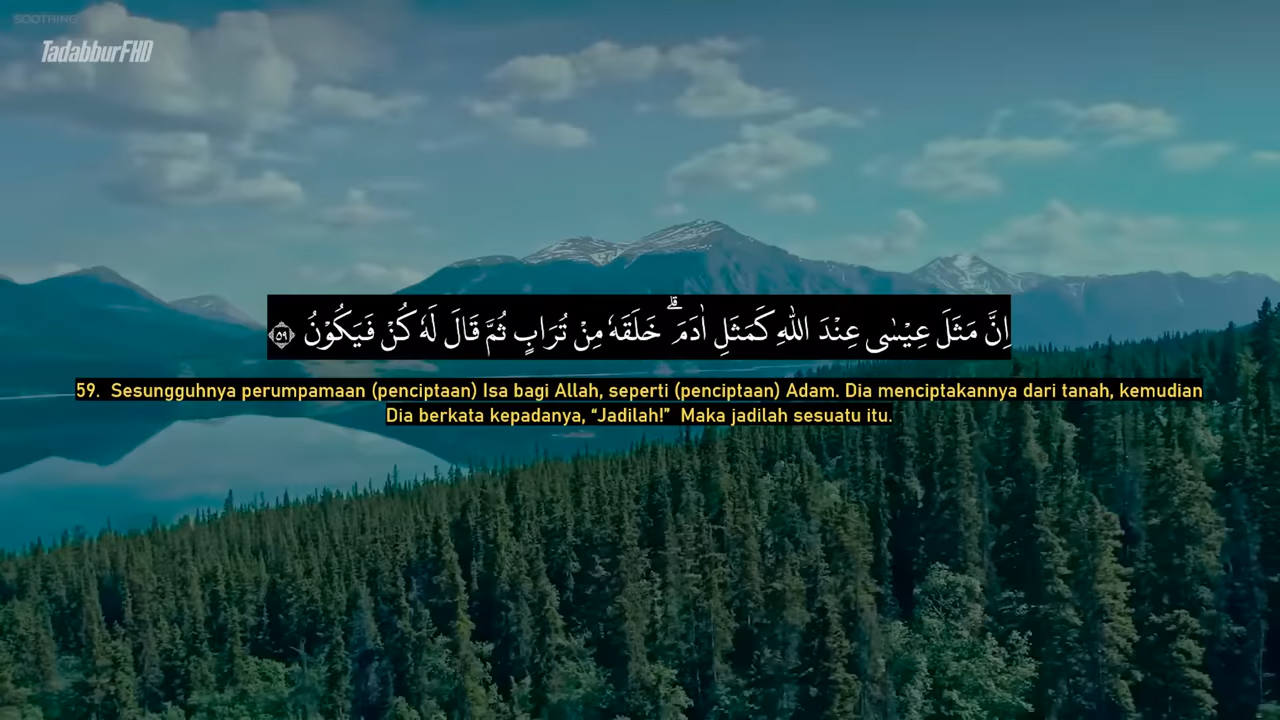 SOOTHING
TadabburFHD
اِنَّ مَثَلَ عِيْسٰى عِنْدَ اللّٰهِ كَمَثَلِ اٰدَمَ ۗ خَلَقَهٗ مِنْ تُرَابٍ ثُمَّ قَالَ لَهٗ كُنْ فَيَكُوْنُ ٥٩
59. Sesungguhnya perumpamaan (penciptaan) Isa bagi Allah, seperti (penciptaan) Adam. Dia menciptakannya dari tanah, kemudian
Dia berkata kepadanya, “Jadilah!” Maka jadilah sesuatu itu.